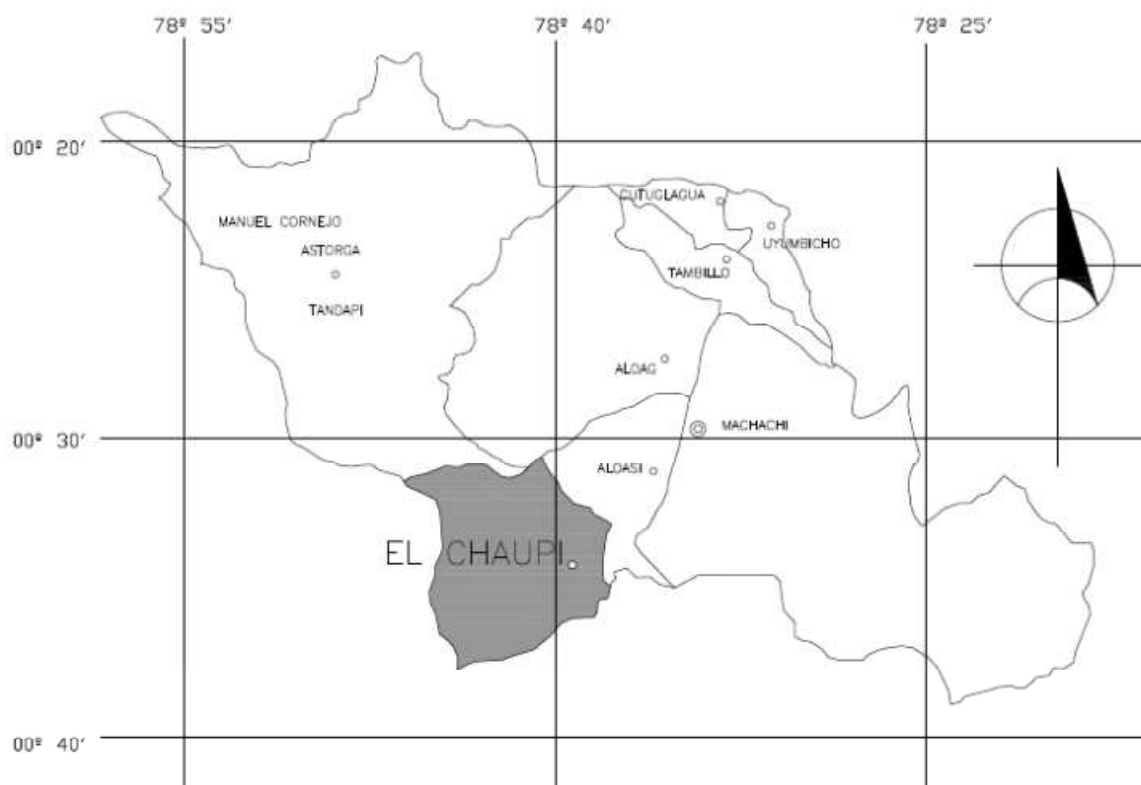 78º 55'
78º 40'
78º 25'
00º 20'
CUTUGLAGUA
MANUEL CORNEJO
ASTORGA
UYUMBICHO
TAMBILLO
TANDAPI
ALOAG
00º 30'
MACHACHI
ALOASI
EL CHAUPI
00º 40'